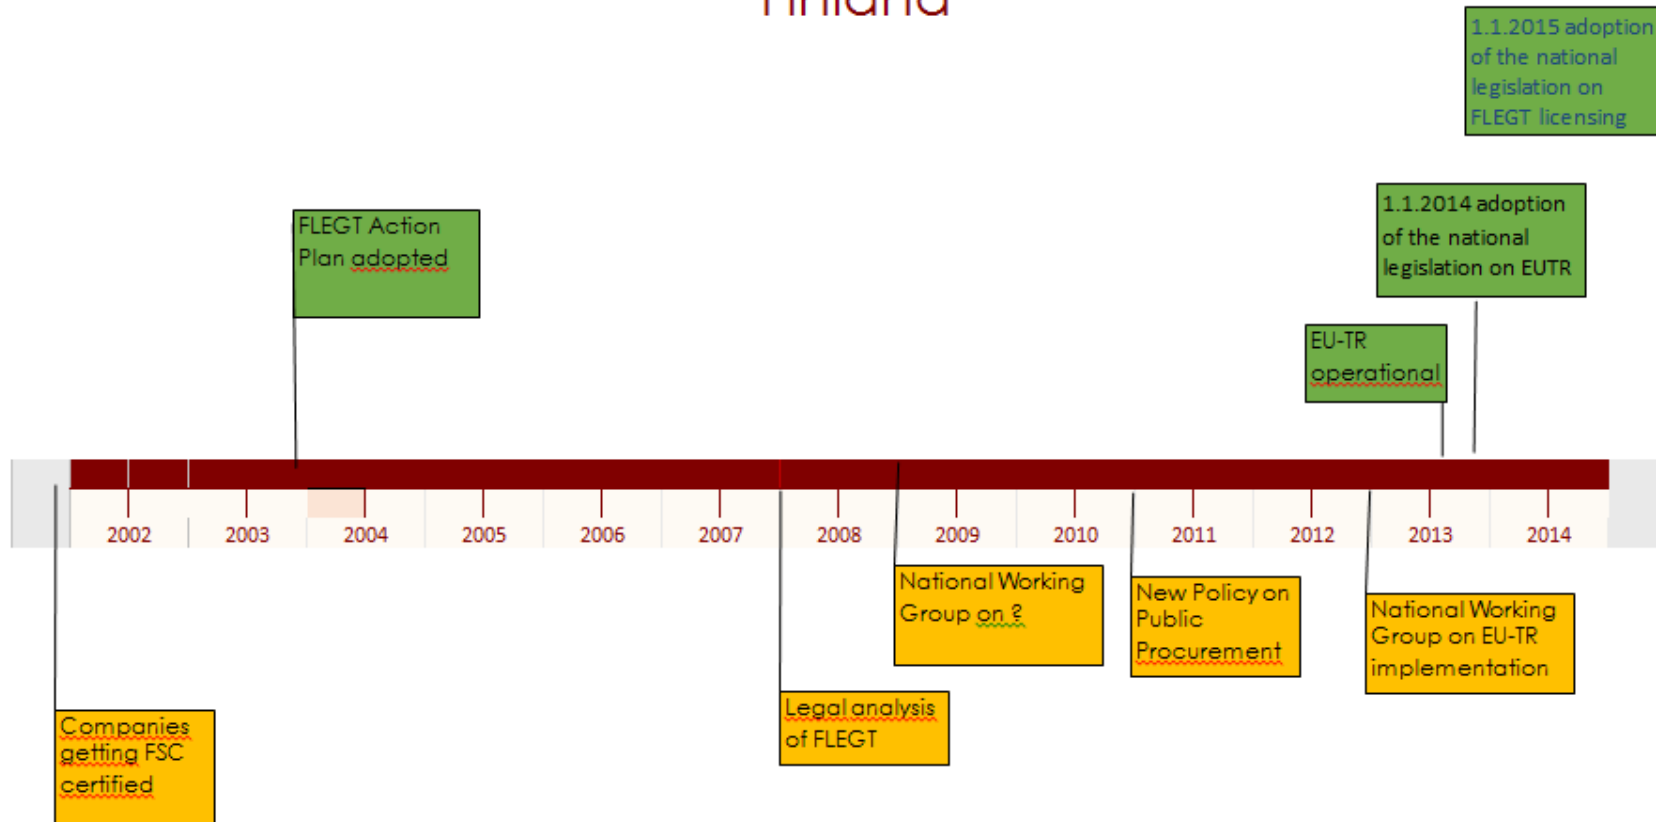 Finland
1.1.2015 adoption
of the national
legislation on
FLEGT licensing
1.1.2014 adoption
of the national
legislation on EUTR
FLEGT Action
Plan adopted
EU-TR
operational
2002 2003 2004 2005 2006 2007 2008 2009 2010 2011 2012 2013 2014
National Working
Group on ?
New Policy on
Public
Procurement
National Working
Group on EU-TR
implementation
Legal analysis
of FLEGT
Companies
getting FSC
certified